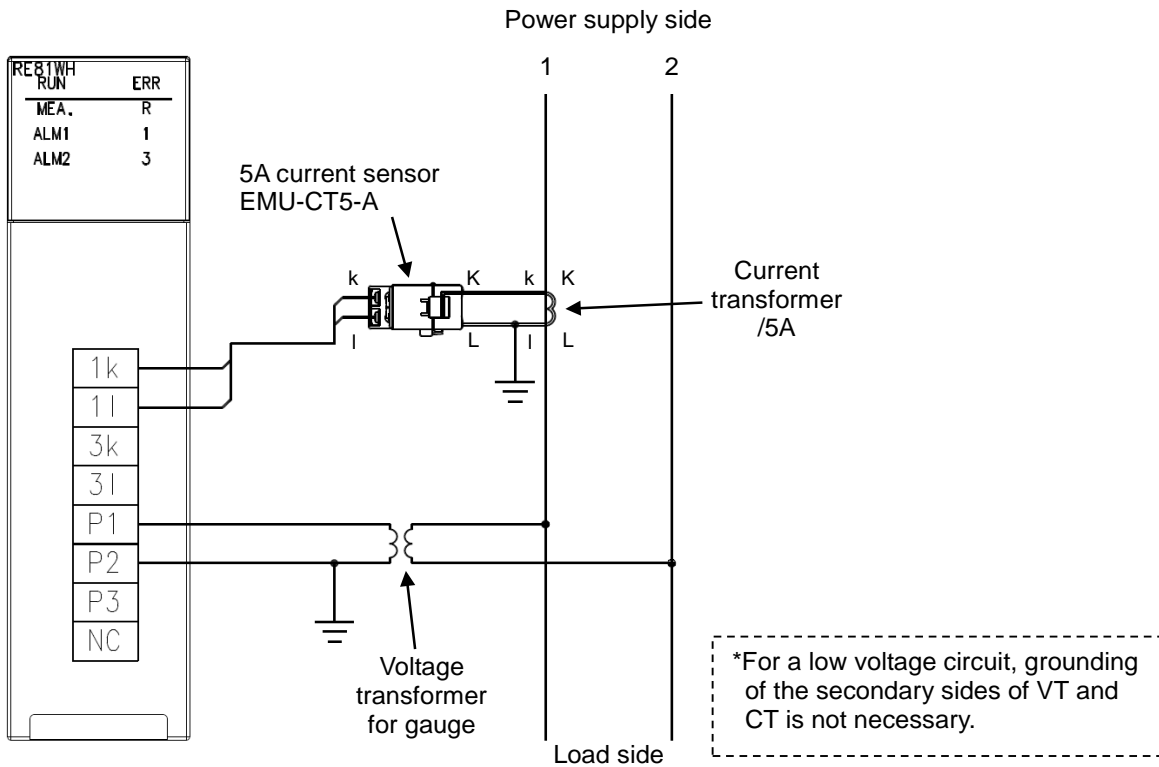 Power supply side
1 2
RE81WH
RUN ERR
MEA. R
ALM1 1
ALM2 3
5A current sensor
EMU-CT5-A
k K k K
l L l L
Current
transformer
/5A
1k
1l
3k
3l
P1
P2
P3
NC
Voltage
transformer
for gauge
*For a low voltage circuit, grounding
of the secondary sides of VT and
CT is not necessary.
Load side